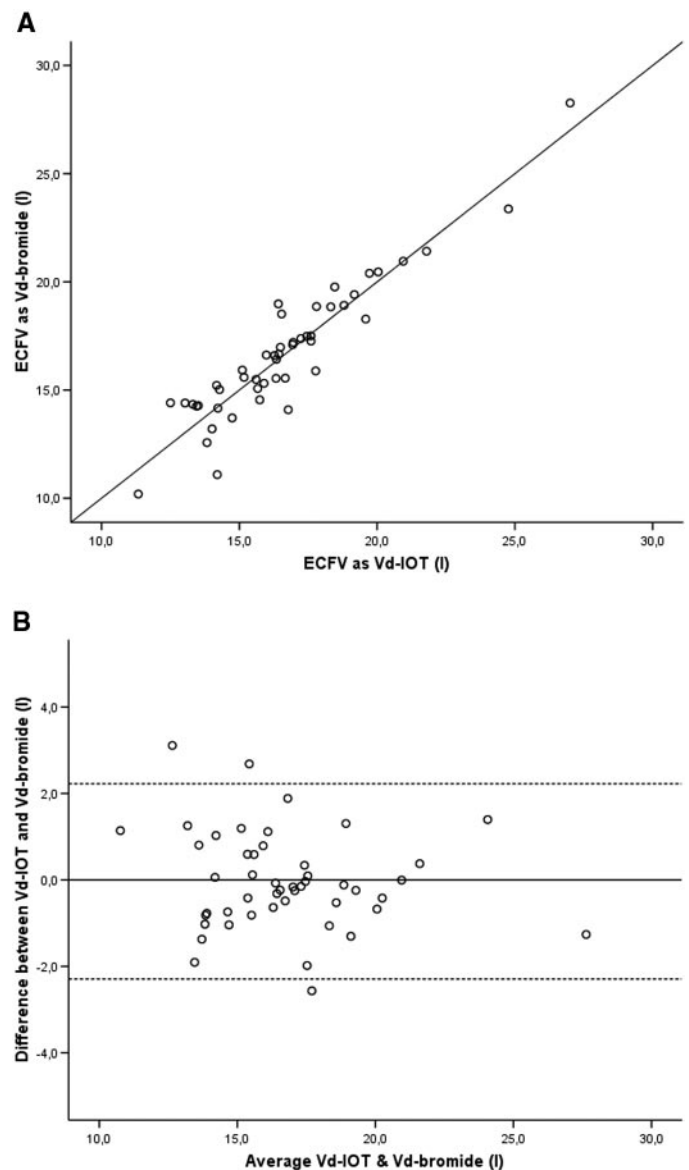 A
30,0
25,0
20,0
15,0
10,0
ECFV as Vd-bromide (l)
10,0 15,0 20,0 25,0 30,0
ECFV as Vd-IOT (l)
B
4,0
2,0
0,0
-2,0
-4,0
Difference between Vd-IOT and Vd-bromide (l)
10,0 15,0 20,0 25,0 30,0
Average Vd-IOT & Vd-bromide (l)